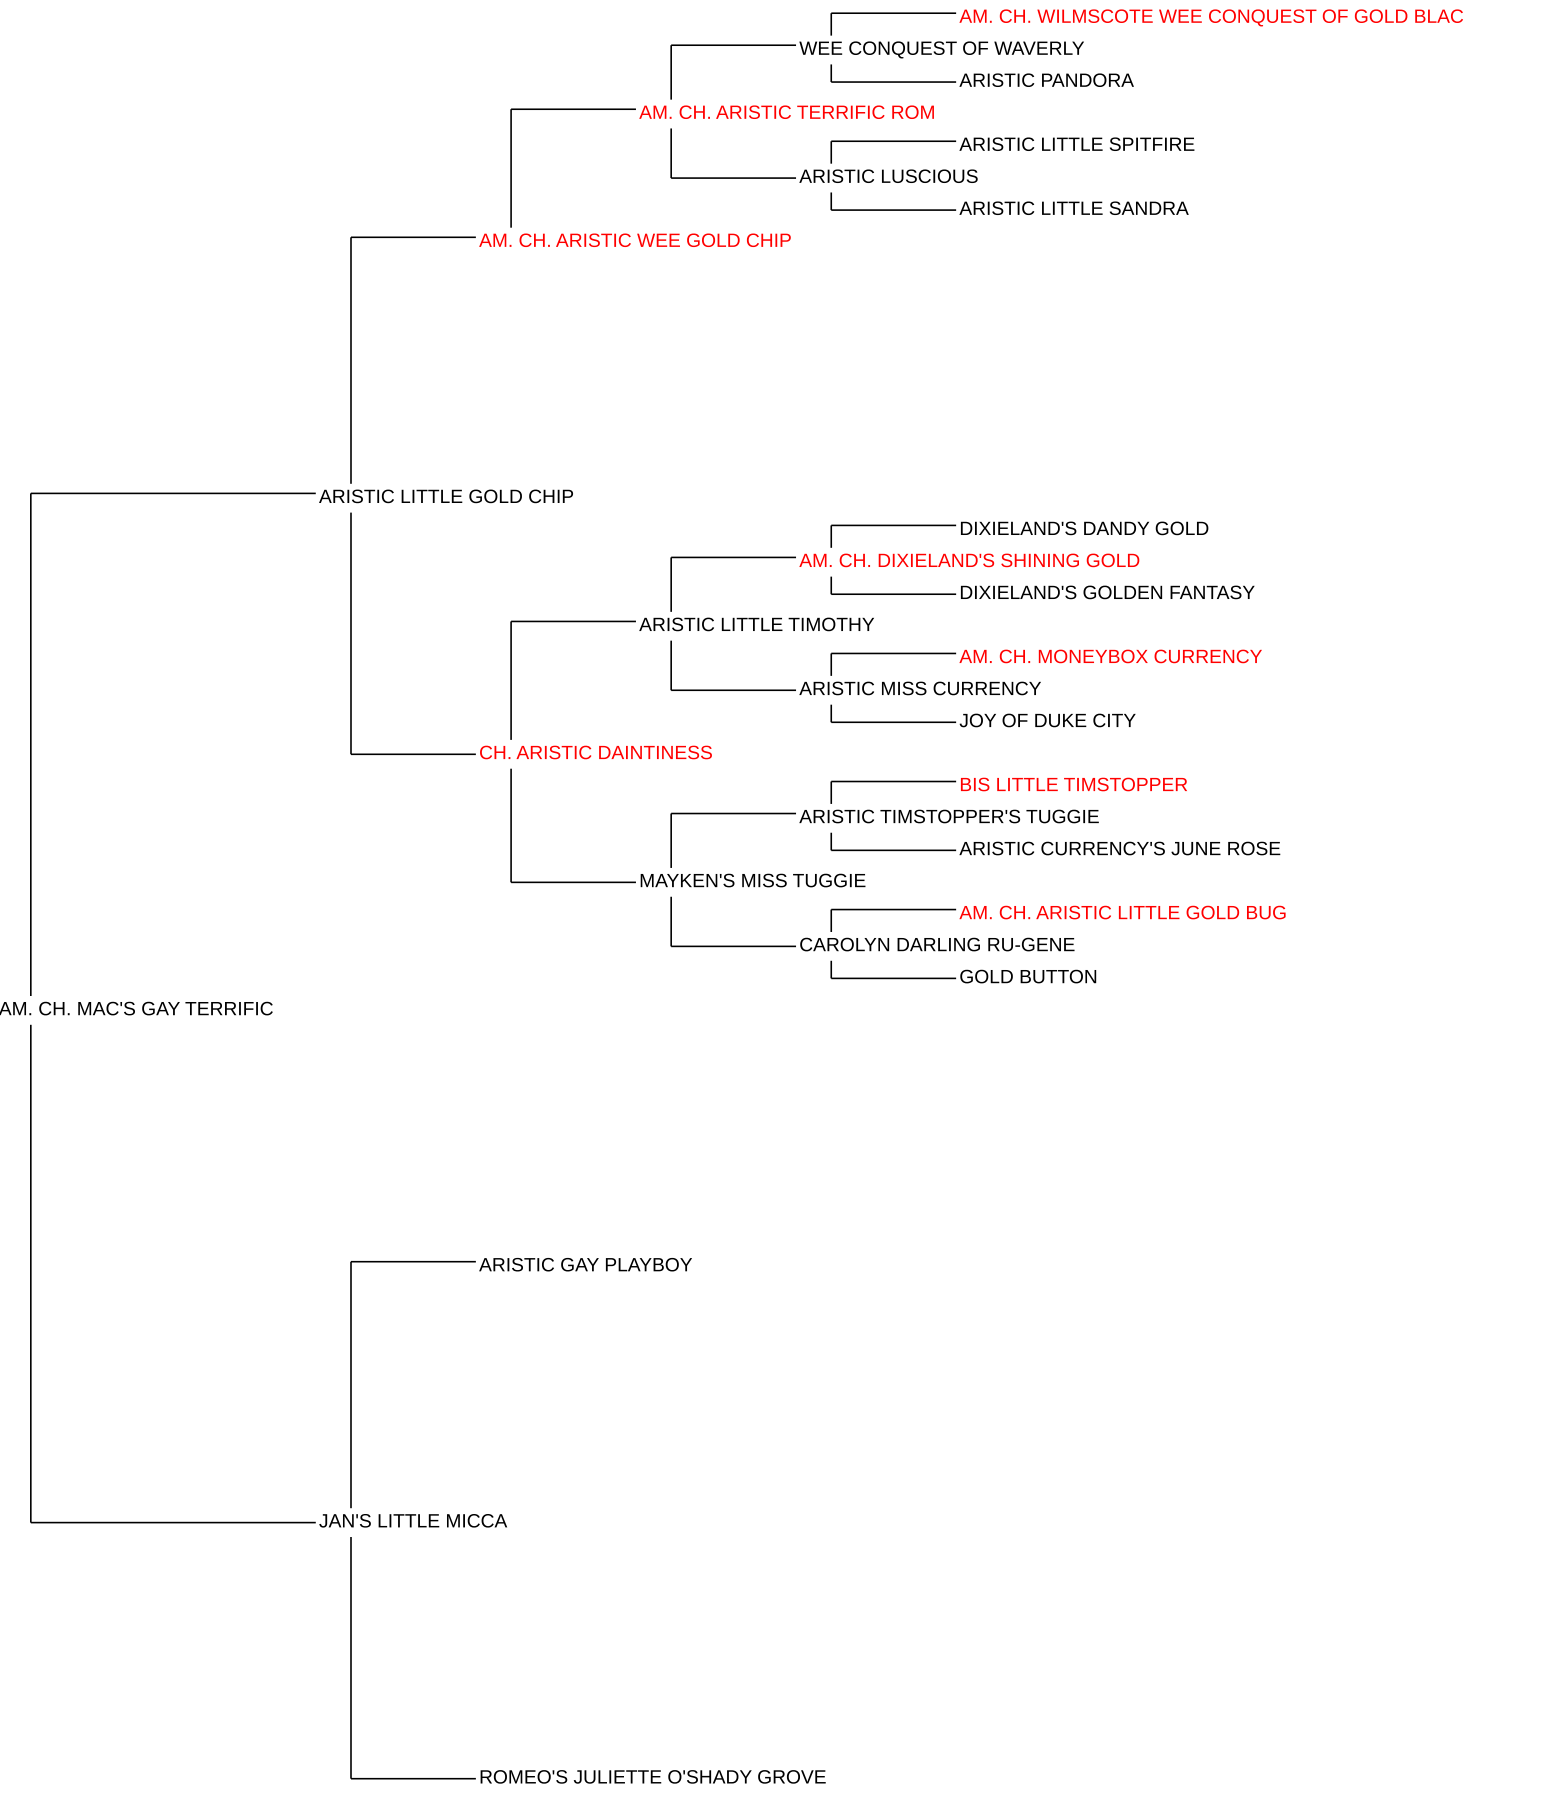 AM. CH. WILMSCOTE WEE CONQUEST OF GOLD BLAC
WEE CONQUEST OF WAVERLY
ARISTIC PANDORA
AM. CH. ARISTIC TERRIFIC ROM
ARISTIC LITTLE SPITFIRE
ARISTIC LUSCIOUS
ARISTIC LITTLE SANDRA
AM. CH. ARISTIC WEE GOLD CHIP
ARISTIC LITTLE GOLD CHIP
DIXIELAND'S DANDY GOLD
AM. CH. DIXIELAND'S SHINING GOLD
DIXIELAND'S GOLDEN FANTASY
ARISTIC LITTLE TIMOTHY
AM. CH. MONEYBOX CURRENCY
ARISTIC MISS CURRENCY
JOY OF DUKE CITY
CH. ARISTIC DAINTINESS
BIS LITTLE TIMSTOPPER
ARISTIC TIMSTOPPER'S TUGGIE
ARISTIC CURRENCY'S JUNE ROSE
MAYKEN'S MISS TUGGIE
AM. CH. ARISTIC LITTLE GOLD BUG
CAROLYN DARLING RU-GENE
GOLD BUTTON
AM. CH. MAC'S GAY TERRIFIC
ARISTIC GAY PLAYBOY
JAN'S LITTLE MICCA
ROMEO'S JULIETTE O'SHADY GROVE